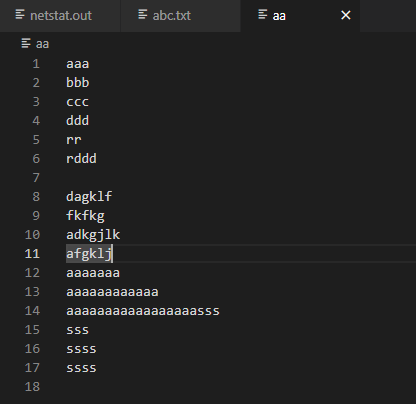 netstat.out abc.txt aa
aa
1 aaa
2 bbb
3 ccc
4 ddd
5 rr
6 rddd
7
8 dagklf
9 fkfkg
10 adkgjlk
11 afgklj
12 aaaaaaa
13 aaaaaaaaaaaa
14 aaaaaaaaaaaaaaaaasss
15 sss
16 ssss
17 ssss
18